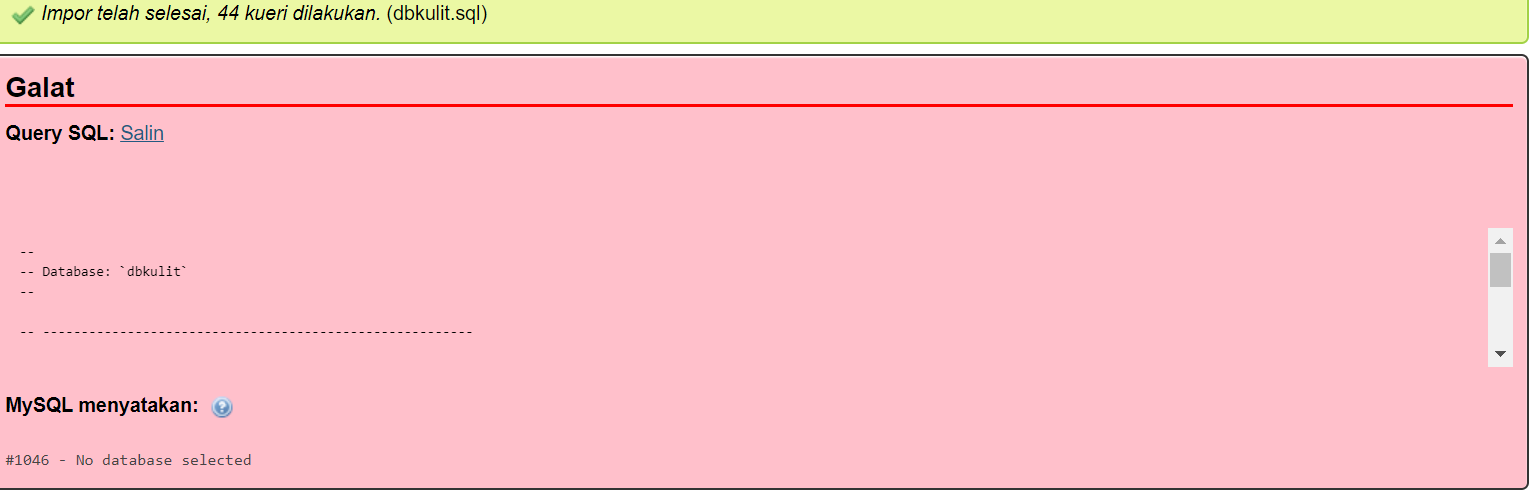 Impor telah selesai, 44 kueri dilakukan. (dbkulit.sql)
Galat
Query SQL: Salin
--
-- Database: `dbkulit`
--
-- --------------------------------------------------------
MySQL menyatakan:
#1046 - No database selected